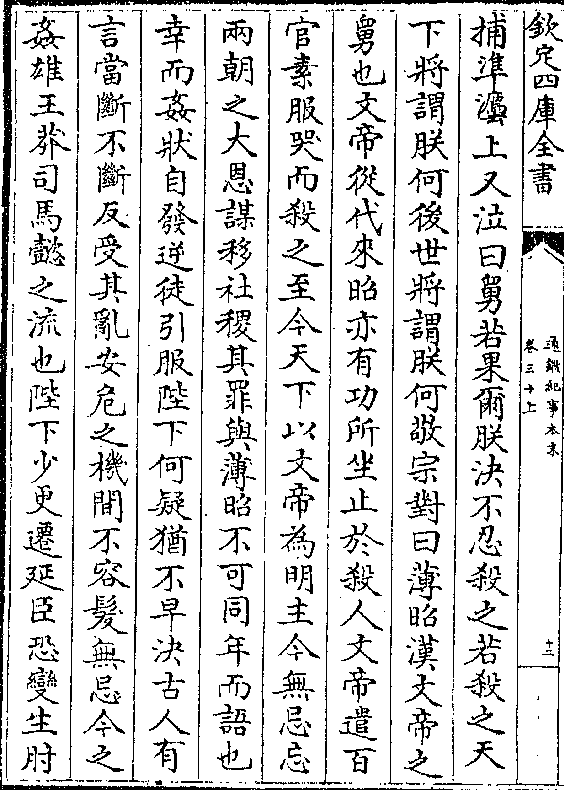 欽定四庫全書
通鑑紀事本末
卷三十上
十三
捕準鞫上又泣曰舅若果爾朕決不忍殺之若殺之天
下將謂朕何後世將謂朕何敬宗對曰薄昭漢文帝之
舅也文帝從代來昭亦有功所坐止於殺人文帝遣百
官素服哭而殺之至今天下以文帝為明主今無忌忘
兩朝之大恩謀移社稷其罪與薄昭不可同年而語也
幸而姦狀自發逆徒引服陛下何疑猶不早決古人有
言當斷不斷反受其亂安危之機間不容髮無忌今之
姦雄王莽司馬懿之流也陛下少更遷延臣恐變生肘